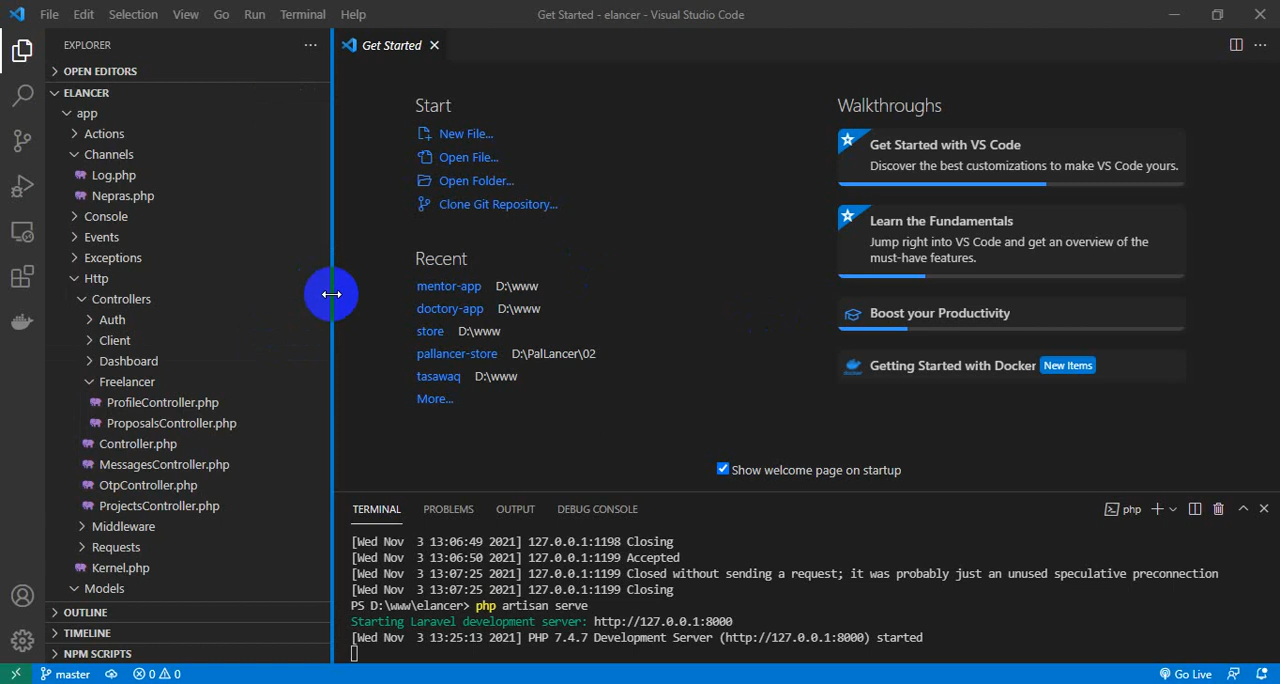 File Edit Selection View Go Run Terminal Help
Get Started - elancer - Visual Studio Code
EXPLORER
OPEN EDITORS
ELANCER
app
Actions
Channels
Log.php
Nepras.php
Console
Events
Exceptions
Http
Controllers
Auth
Client
Dashboard
Freelancer
ProfileController.php
ProposalsController.php
Controller.php
MessagesController.php
OtpController.php
ProjectsController.php
Middleware
Requests
Kernel.php
Models
OUTLINE
TIMELINE
NPM SCRIPTS
Get Started
Start
New File...
Open File...
Open Folder...
Clone Git Repository...
Recent
mentor-app D:\www
doctory-app D:\www
store D:\www
pallancer-store D:\PalLancer\02
tasawaq D:\www
More...
Walkthroughs
Get Started with VS Code
Discover the best customizations to make VS Code yours.
Learn the Fundamentals
Jump right into VS Code and get an overview of the
must-have features.
Boost your Productivity
Getting Started with Docker New Items
Show welcome page on startup
TERMINAL PROBLEMS OUTPUT DEBUG CONSOLE
php
[Wed Nov  3 13:06:49 2021] 127.0.0.1:1198 Closing
[Wed Nov  3 13:06:50 2021] 127.0.0.1:1199 Accepted
[Wed Nov  3 13:07:25 2021] 127.0.0.1:1199 Closed without sending a request; it was probably just an unused speculative preconnection
[Wed Nov  3 13:07:25 2021] 127.0.0.1:1199 Closing
PS D:\www\elancer> php artisan serve
Starting Laravel development server: http://127.0.0.1:8000
[Wed Nov  3 13:25:13 2021] PHP 7.4.7 Development Server (http://127.0.0.1:8000) started
master 0 0
Go Live